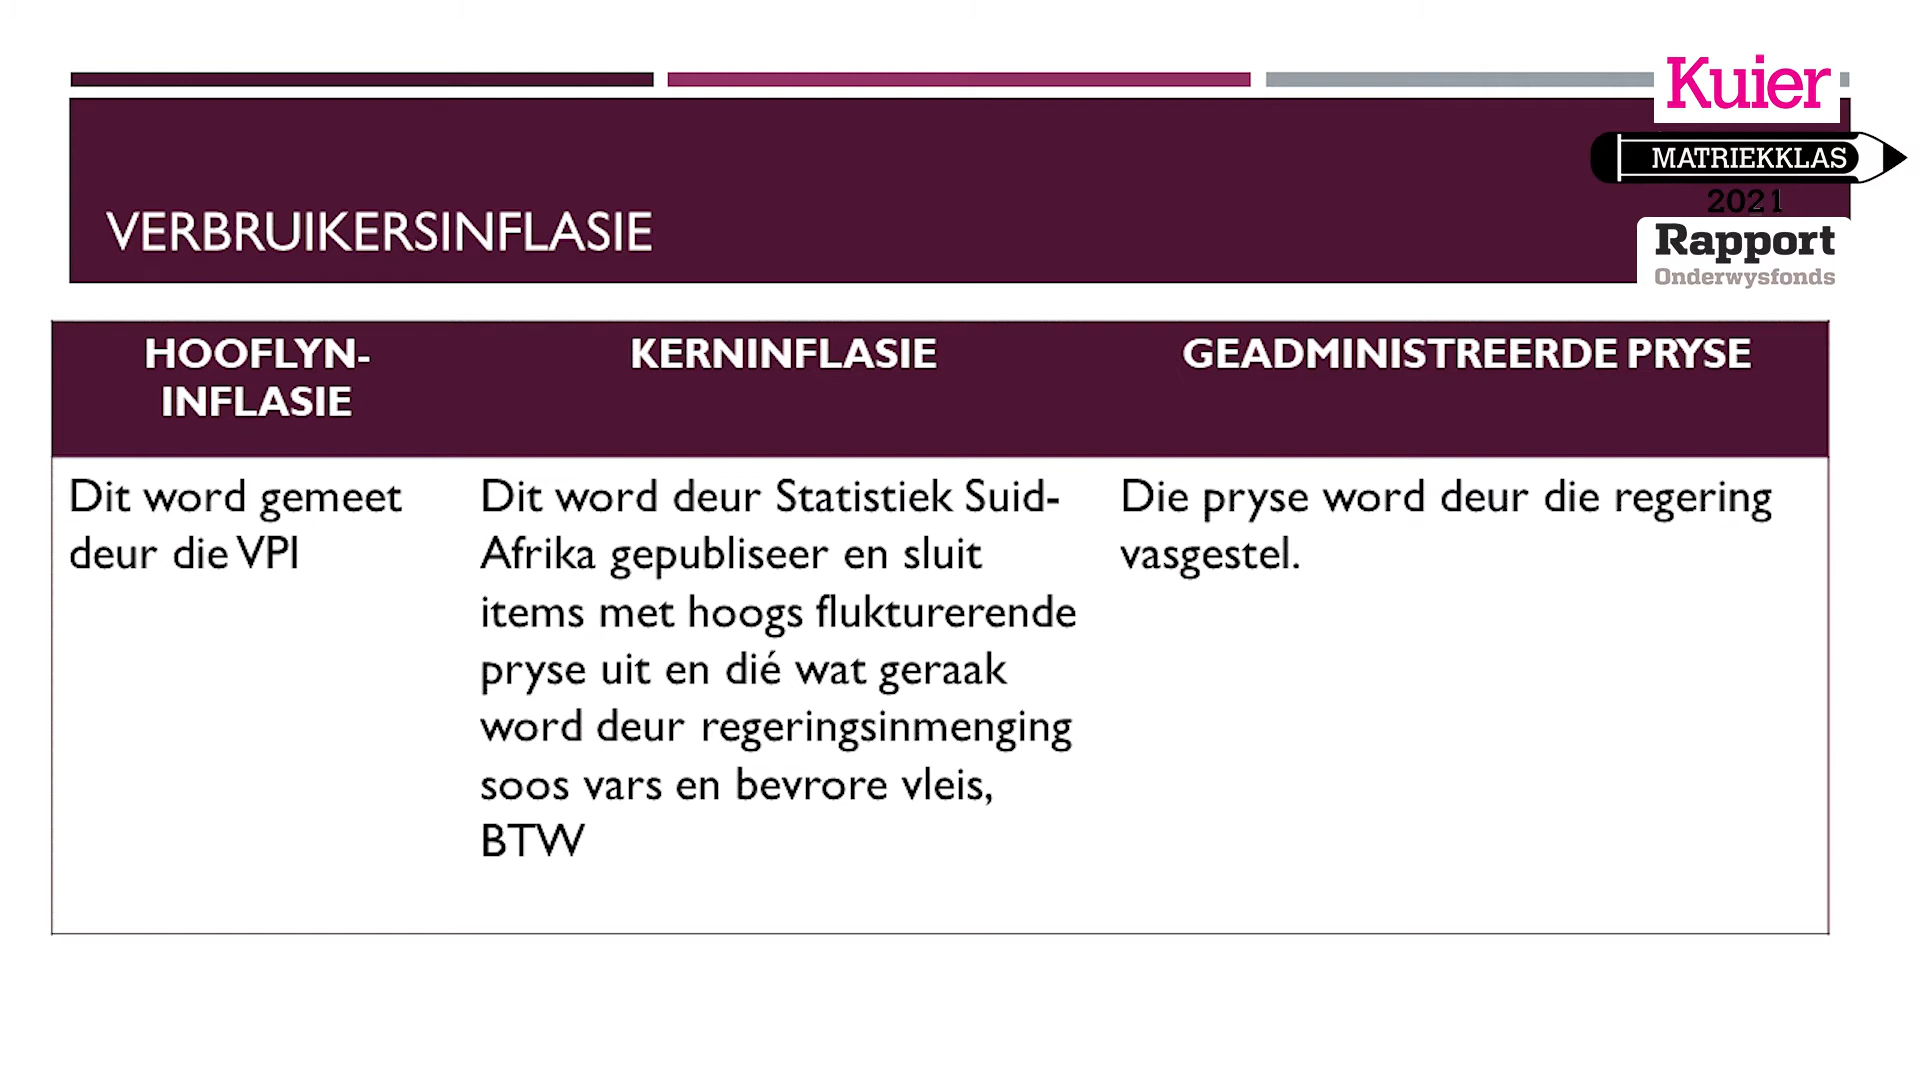 Kuier
MATRIEKKLAS
2021
Rapport
Onderwysfonds
VERBRUIKERSINFLASIE
HOOFLYN-
INFLASIE
KERNINFLASIE
GEADMINISTREERDE PRYSE
Dit word gemeet
deur die VPI
Dit word deur Statistiek Suid-
Afrika gepubliseer en sluit
items met hoogs flukturerende
pryse uit en dié wat geraak
word deur regeringsinmenging
soos vars en bevrore vleis,
BTW
Die pryse word deur die regering
vasgestel.